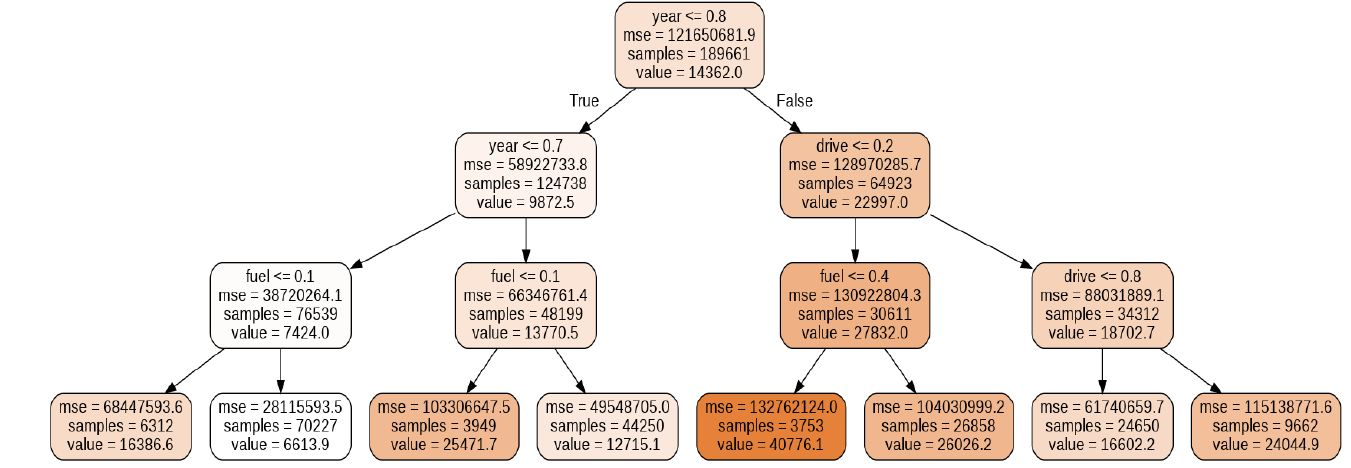 year <= 0.8
mse = 121650681.9
samples = 189661
value = 14362.0
True
False
year <= 0.7
mse = 58922733.8
samples = 124738
value = 9872.5
drive <= 0.2
mse = 128970285.7
samples = 64923
value = 22997.0
fuel <= 0.1
mse = 38720264.1
samples = 76539
value = 7424.0
fuel <= 0.1
mse = 66346761.4
samples = 48199
value = 13770.5
fuel <= 0.4
mse = 130922804.3
samples = 30611
value = 27832.0
drive <= 0.8
mse = 88031889.1
samples = 34312
value = 18702.7
mse = 68447593.6
samples = 6312
value = 16386.6
mse = 28115593.5
samples = 70227
value = 6613.9
mse = 103306647.5
samples = 3949
value = 25471.7
mse = 49548705.0
samples = 44250
value = 12715.1
mse = 132762124.0
samples = 3753
value = 40776.1
mse = 104030999.2
samples = 26858
value = 26026.2
mse = 61740659.7
samples = 24650
value = 16602.2
mse = 115138771.6
samples = 9662
value = 24044.9